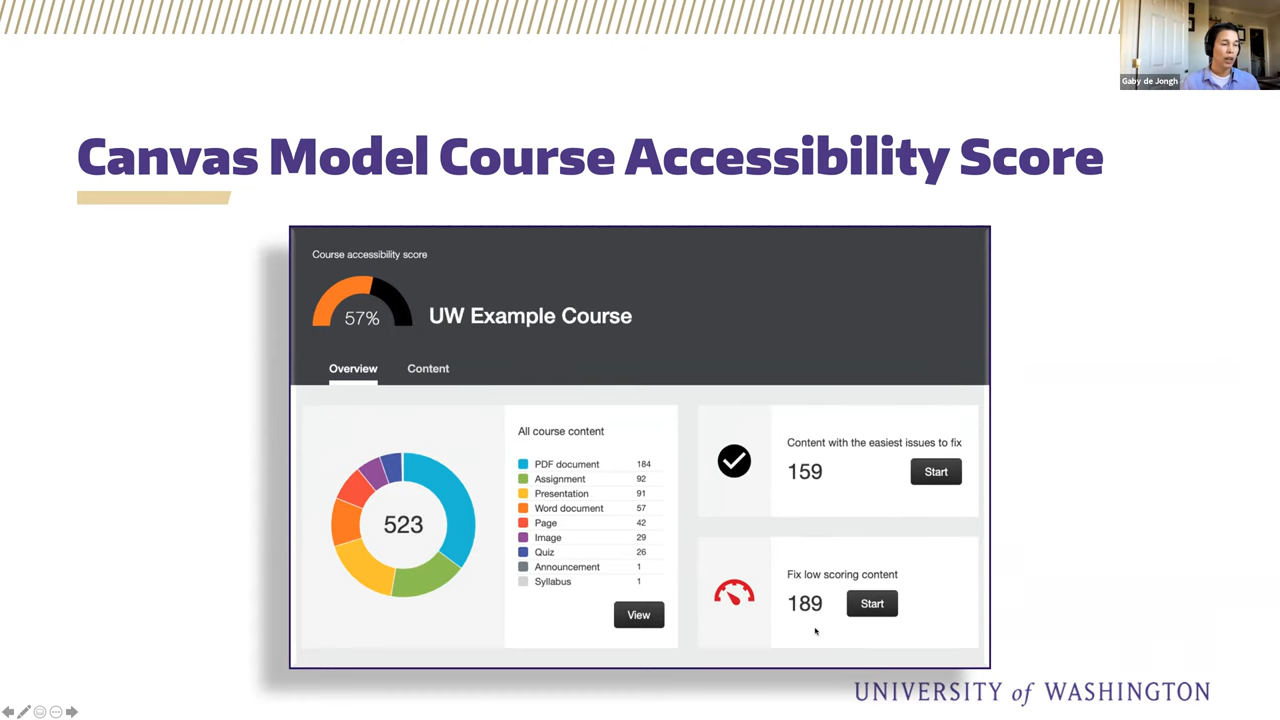 Gaby de Jongh
Canvas Model Course Accessibility Score
Course accessibility score
57%
UW Example Course
Overview Content
All course content
PDF document 184
Assignment 92
Presentation 91
Word document 57
Page 42
Image 29
Quiz 26
Announcement 1
Syllabus 1
View
523
Content with the easiest issues to fix
159 Start
Fix low scoring content
189 Start
UNIVERSITY of WASHINGTON